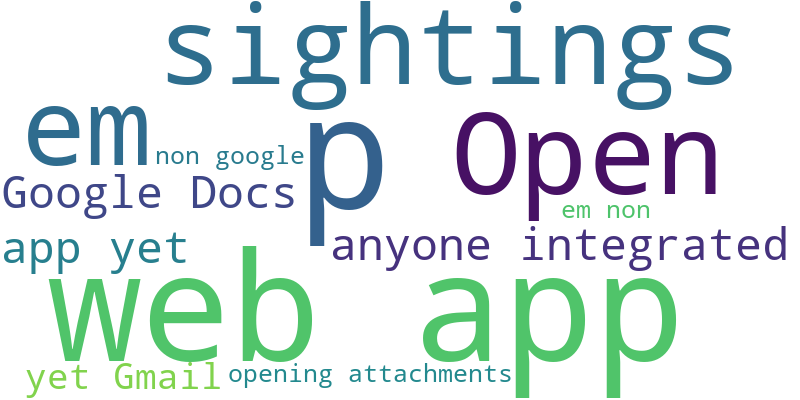 sightings
em
non google
p
Open
Google Docs
em non
app yet
anyone integrated
web app
yet Gmail
opening attachments